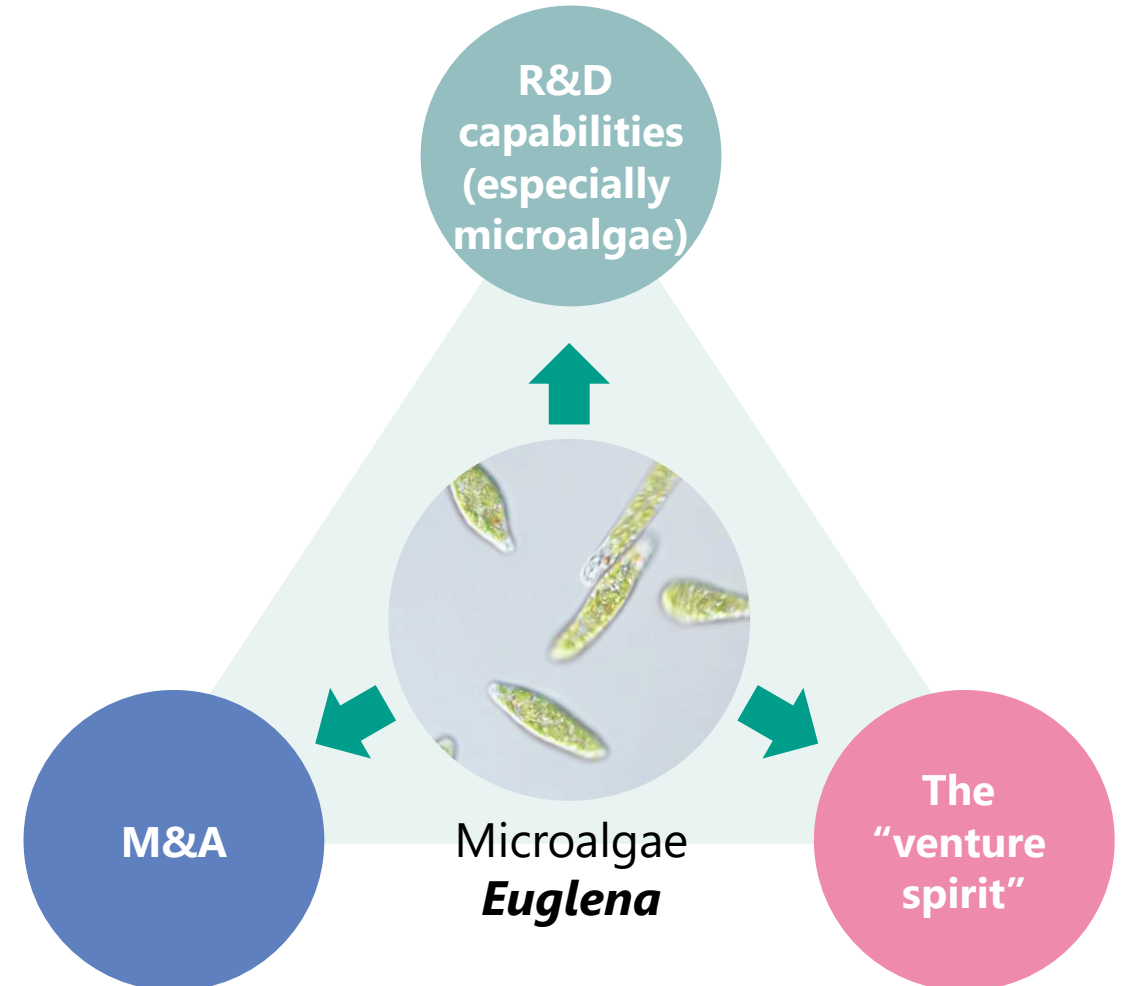 R&D
capabilities
(especially
microalgae)
M&A
Microalgae
Euglena
The
“venture
spirit”